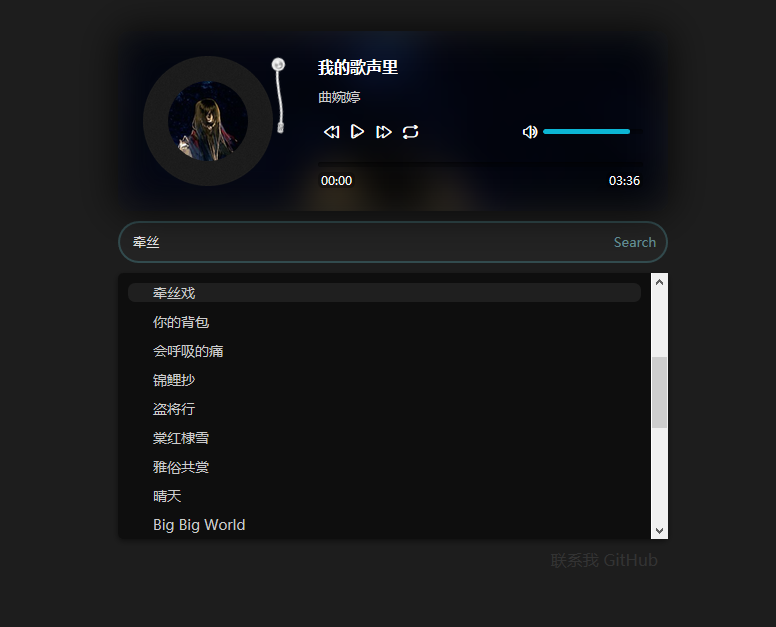 我的歌声里
曲婉婷
00:00 03:36
牵丝 Search
牵丝戏
你的背包
会呼吸的痛
锦鲤抄
盗将行
棠红棣雪
雅俗共赏
晴天
Big Big World
联系我 GitHub